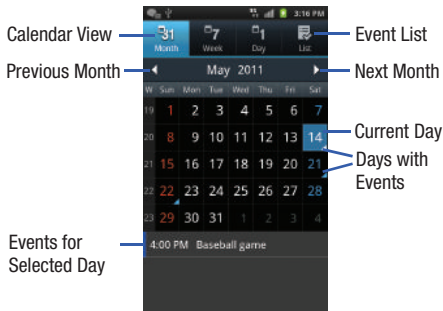 3:16 PM
Calendar View
31 7 1
Month Week Day List
Event List
Previous Month
May 2011
Next Month
W Sun Mon Tue Wed Thu Fri Sat
19 1 2 3 4 5 6 7
20 8 9 10 11 12 13 14
Current Day
21 15 16 17 18 19 20 21
Days with
Events
22 22 23 24 25 26 27 28
23 29 30 31 1 2 3 4
Events for
Selected Day
4:00 PM Baseball game